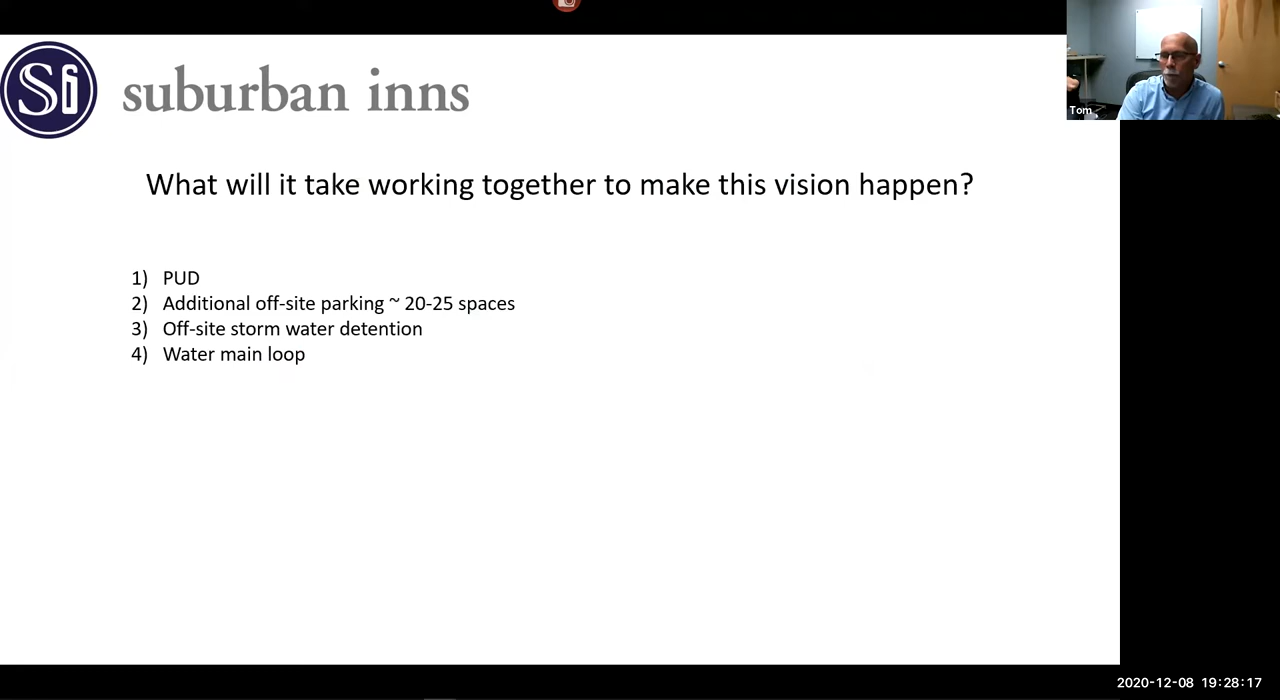 Si
suburban inns
Tom
What will it take working together to make this vision happen?
1) PUD
2) Additional off-site parking ~ 20-25 spaces
3) Off-site storm water detention
4) Water main loop
2020-12-08 19:28:17